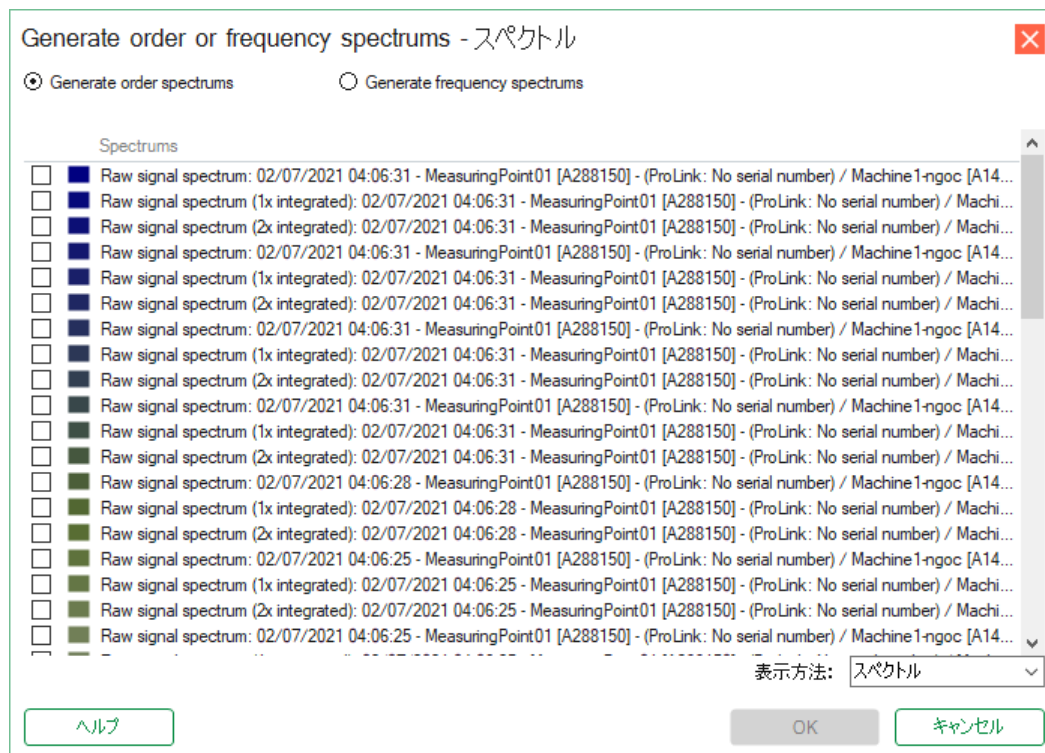 Generate order or frequency spectrums - スペクトル
Generate order spectrums Generate frequency spectrums
Spectrums
Raw signal spectrum: 02/07/2021 04:06:31 - MeasuringPoint01 [A288150] - (ProLink: No serial number) / Machine1-ngoc [A14...
Raw signal spectrum (1x integrated): 02/07/2021 04:06:31 - MeasuringPoint01 [A288150] - (ProLink: No serial number) / Machi...
Raw signal spectrum (2x integrated): 02/07/2021 04:06:31 - MeasuringPoint01 [A288150] - (ProLink: No serial number) / Machi...
Raw signal spectrum: 02/07/2021 04:06:31 - MeasuringPoint01 [A288150] - (ProLink: No serial number) / Machine1-ngoc [A14...
Raw signal spectrum (1x integrated): 02/07/2021 04:06:31 - MeasuringPoint01 [A288150] - (ProLink: No serial number) / Machi...
Raw signal spectrum (2x integrated): 02/07/2021 04:06:31 - MeasuringPoint01 [A288150] - (ProLink: No serial number) / Machi...
Raw signal spectrum: 02/07/2021 04:06:31 - MeasuringPoint01 [A288150] - (ProLink: No serial number) / Machine1-ngoc [A14...
Raw signal spectrum (1x integrated): 02/07/2021 04:06:31 - MeasuringPoint01 [A288150] - (ProLink: No serial number) / Machi...
Raw signal spectrum (2x integrated): 02/07/2021 04:06:31 - MeasuringPoint01 [A288150] - (ProLink: No serial number) / Machi...
Raw signal spectrum: 02/07/2021 04:06:31 - MeasuringPoint01 [A288150] - (ProLink: No serial number) / Machine1-ngoc [A14...
Raw signal spectrum (1x integrated): 02/07/2021 04:06:31 - MeasuringPoint01 [A288150] - (ProLink: No serial number) / Machi...
Raw signal spectrum (2x integrated): 02/07/2021 04:06:31 - MeasuringPoint01 [A288150] - (ProLink: No serial number) / Machi...
Raw signal spectrum: 02/07/2021 04:06:28 - MeasuringPoint01 [A288150] - (ProLink: No serial number) / Machine1-ngoc [A14...
Raw signal spectrum (1x integrated): 02/07/2021 04:06:28 - MeasuringPoint01 [A288150] - (ProLink: No serial number) / Machi...
Raw signal spectrum (2x integrated): 02/07/2021 04:06:28 - MeasuringPoint01 [A288150] - (ProLink: No serial number) / Machi...
Raw signal spectrum: 02/07/2021 04:06:25 - MeasuringPoint01 [A288150] - (ProLink: No serial number) / Machine1-ngoc [A14...
Raw signal spectrum (1x integrated): 02/07/2021 04:06:25 - MeasuringPoint01 [A288150] - (ProLink: No serial number) / Machi...
Raw signal spectrum (2x integrated): 02/07/2021 04:06:25 - MeasuringPoint01 [A288150] - (ProLink: No serial number) / Machi...
Raw signal spectrum: 02/07/2021 04:06:25 - MeasuringPoint01 [A288150] - (ProLink: No serial number) / Machine1-ngoc [A14...
表示方法: スペクトル
ヘルプ OK キャンセル